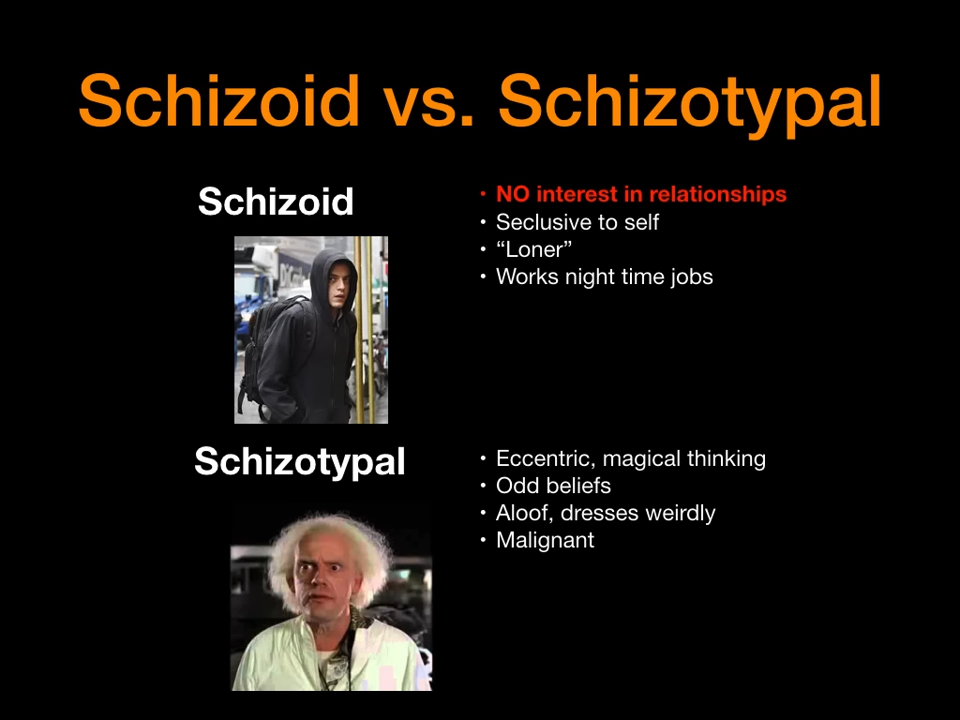 Schizoid vs. Schizotypal
Schizoid
• NO interest in relationships
• Seclusive to self
• “Loner”
• Works night time jobs
Schizotypal
• Eccentric, magical thinking
• Odd beliefs
• Aloof, dresses weirdly
• Malignant